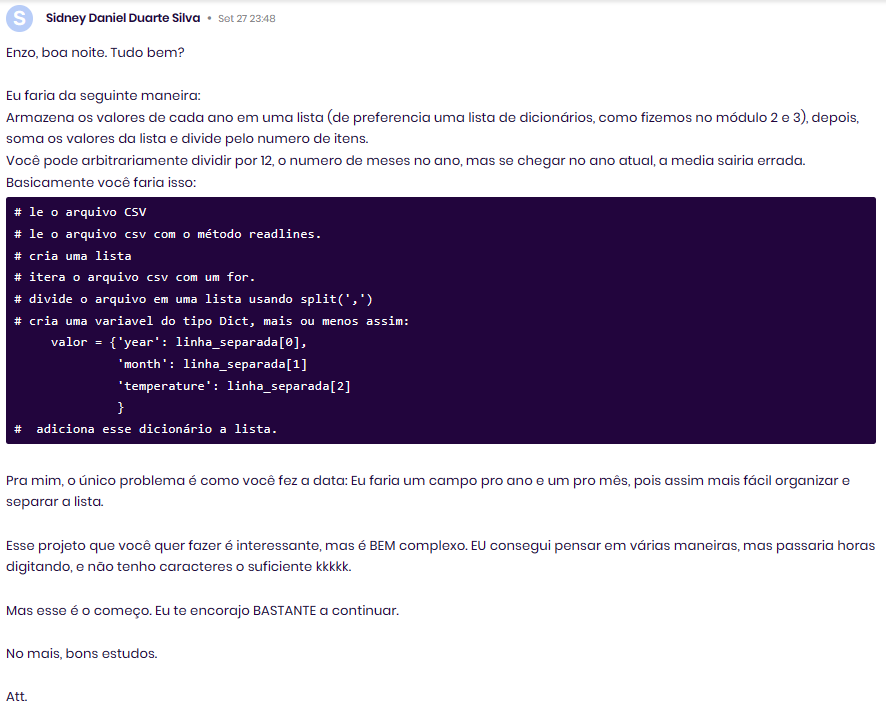 S Sidney Daniel Duarte Silva • Set 27 23:48
Enzo, boa noite. Tudo bem?
Eu faria da seguinte maneira:
Armazena os valores de cada ano em uma lista (de preferencia uma lista de dicionários, como fizemos no módulo 2 e 3), depois,
soma os valores da lista e divide pelo numero de itens.
Você pode arbitrariamente dividir por 12, o numero de meses no ano, mas se chegar no ano atual, a media sairia errada.
Basicamente você faria isso:
# le o arquivo CSV
# le o arquivo csv com o método readlines.
# cria uma lista
# itera o arquivo csv com um for.
# divide o arquivo em uma lista usando split(',')
# cria uma variavel do tipo Dict, mais ou menos assim:
valor = {'year': linha_separada[0],
'month': linha_separada[1]
'temperature': linha_separada[2]
}
#  adiciona esse dicionário a lista.
Pra mim, o único problema é como você fez a data: Eu faria um campo pro ano e um pro mês, pois assim mais fácil organizar e
separar a lista.
Esse projeto que você quer fazer é interessante, mas é BEM complexo. EU consegui pensar em várias maneiras, mas passaria horas
digitando, e não tenho caracteres o suficiente kkkkk.
Mas esse é o começo. Eu te encorajo BASTANTE a continuar.
No mais, bons estudos.
Att.